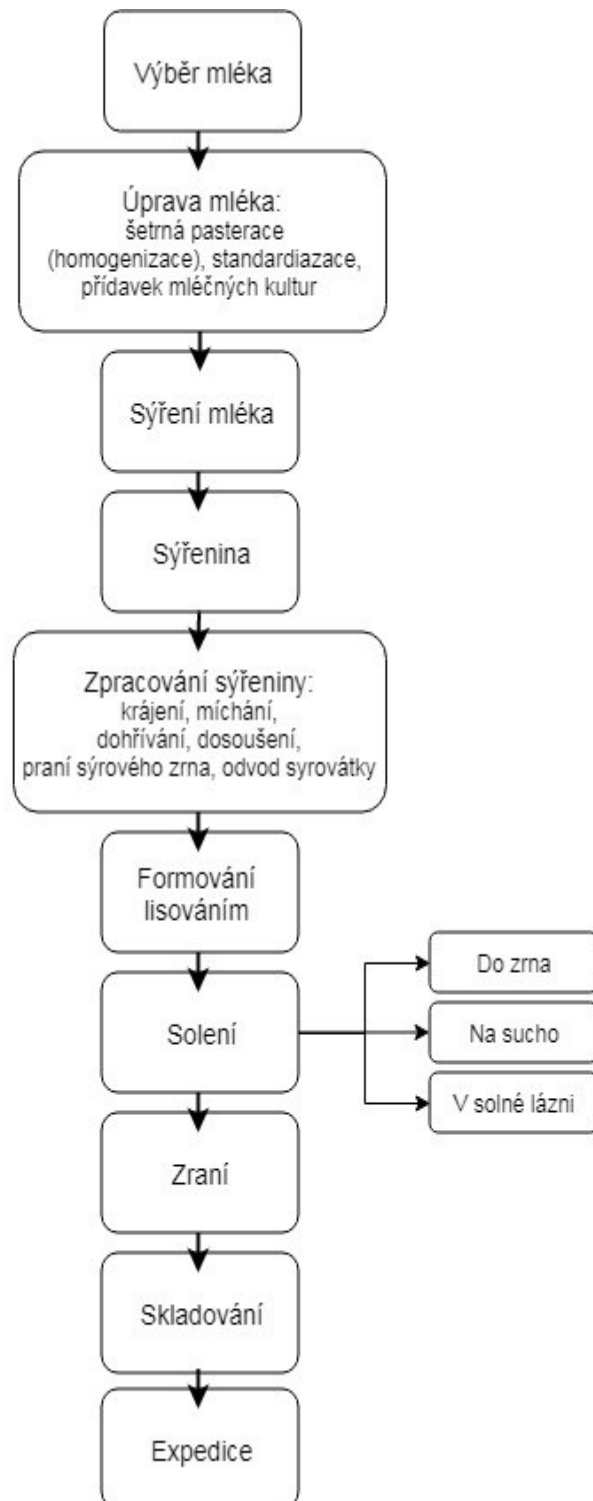 Výběr mléka
Úprava mléka:
šetrná pasterace
(homogenizace), standardiazace,
přídavek mléčných kultur
Sýření mléka
Sýřenina
Zpracování sýřeniny:
krájení, míchání,
dohřívání, dosoušení,
praní sýrového zrna, odvod syrovátky
Formování
lisováním
Solení
Do zrna
Na sucho
V solné lázni
Zraní
Skladování
Expedice